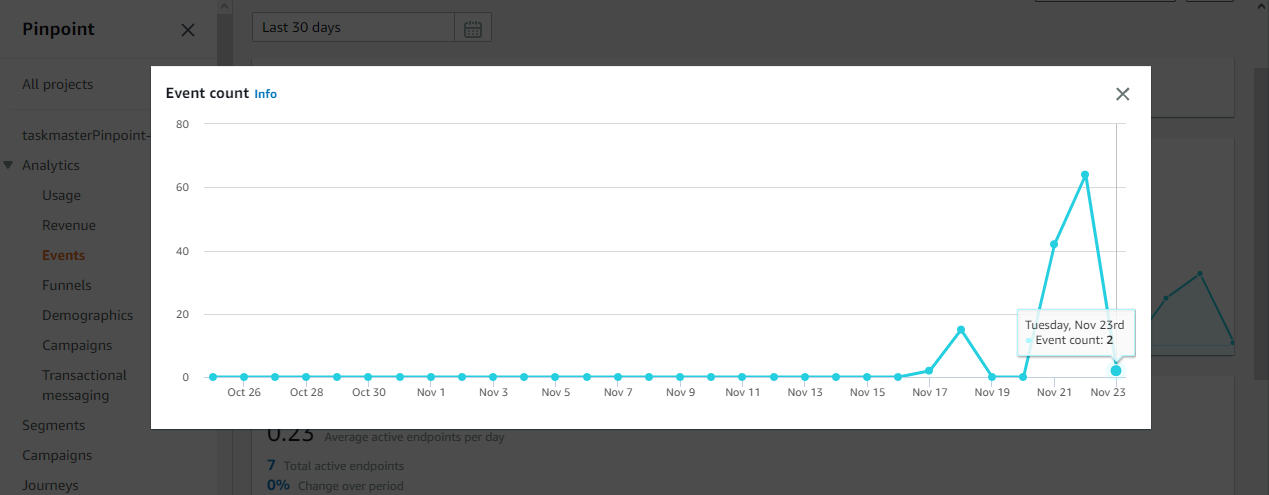 Pinpoint
All projects
taskmasterPinpoint-
Analytics
Usage
Revenue
Events
Funnels
Demographics
Campaigns
Transactional
messaging
Segments
Campaigns
Journeys
Last 30 days
Event count Info
80
60
40
20
0
Oct 26 Oct 28 Oct 30 Nov 1 Nov 3 Nov 5 Nov 7 Nov 9 Nov 11 Nov 13 Nov 15 Nov 17 Nov 19 Nov 21 Nov 23
Tuesday, Nov 23rd
Event count: 2
0.23 Average active endpoints per day
7 Total active endpoints
0% Change over period